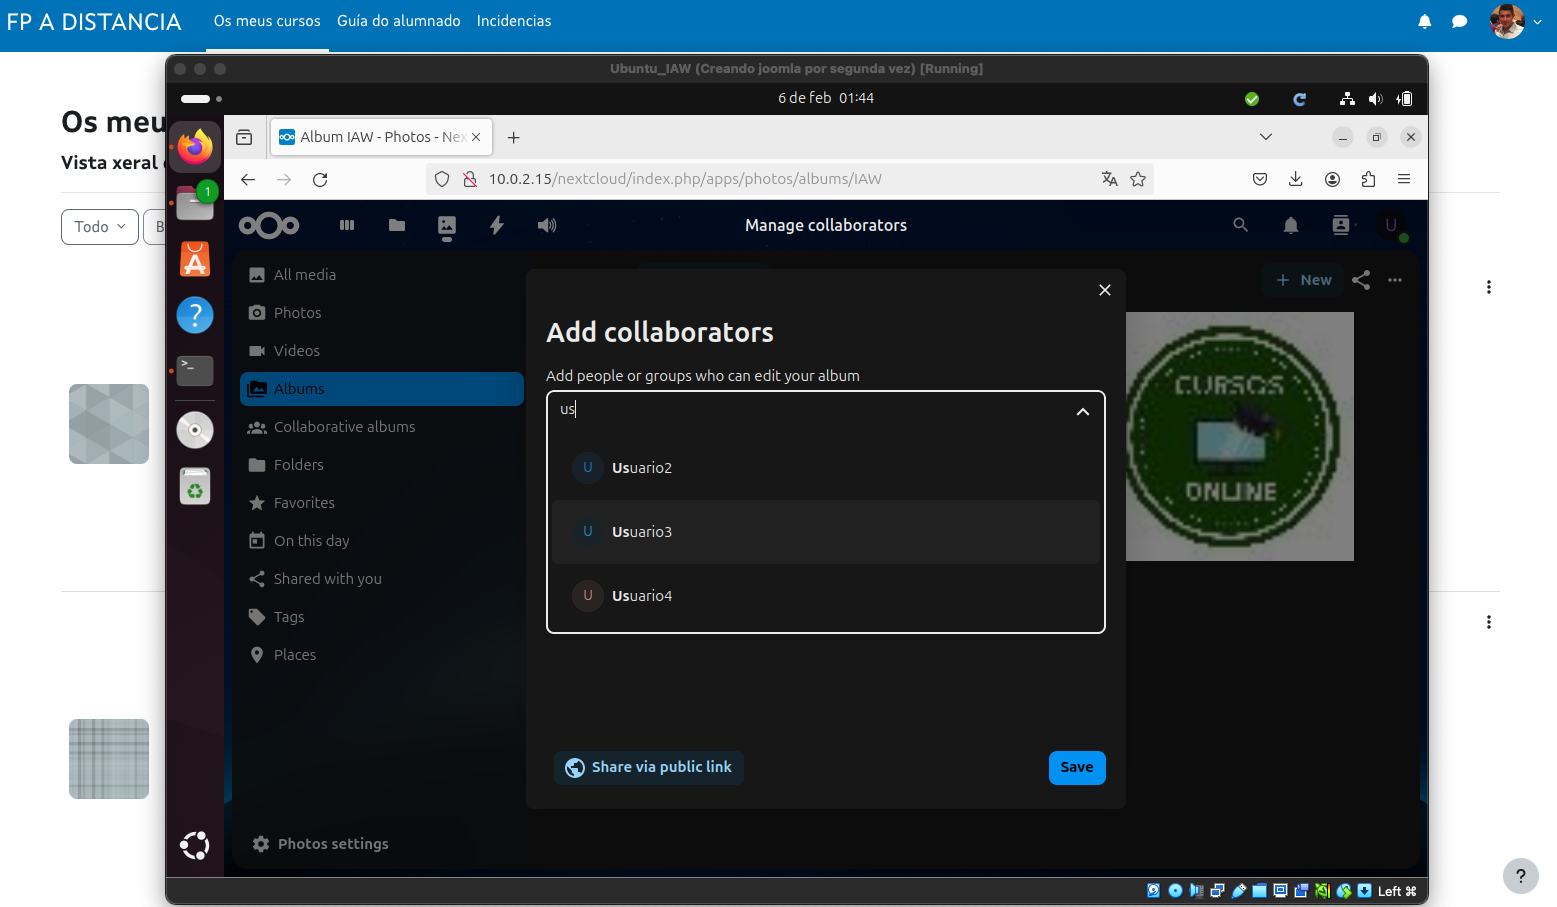 FP A DISTANCIA
Os meus cursos
Guía do alumnado
Incidencias
Os meu
Vista xeral
Todo
B
Ubuntu_IAW (Creando joomla por segunda vez) [Running]
6 de feb 01:44
1
Album IAW - Photos - Nex
10.0.2.15/nextcloud/index.php/apps/photos/albums/IAW
Manage collaborators
U
All media
Photos
Videos
Albums
Collaborative albums
Folders
Favorites
On this day
Shared with you
Tags
Places
Photos settings
New
Add collaborators
Add people or groups who can edit your album
us
U Usuario2
U Usuario3
U Usuario4
Share via public link
Save
CURSOS
ONLINE
Left ⌘
?